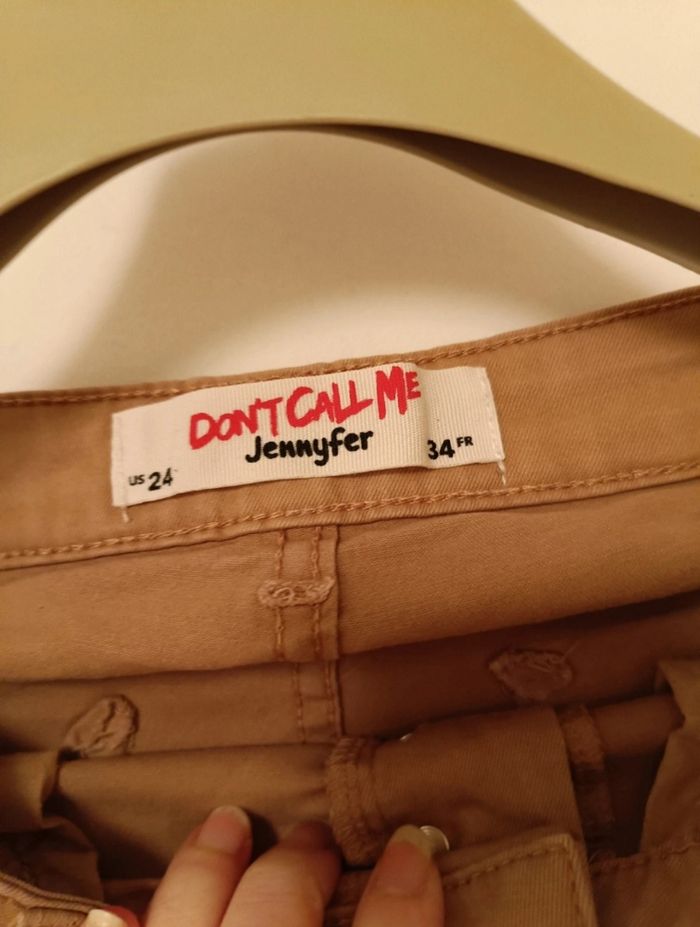 DON'T CALL ME
Jennyfer
US 24
34 FR